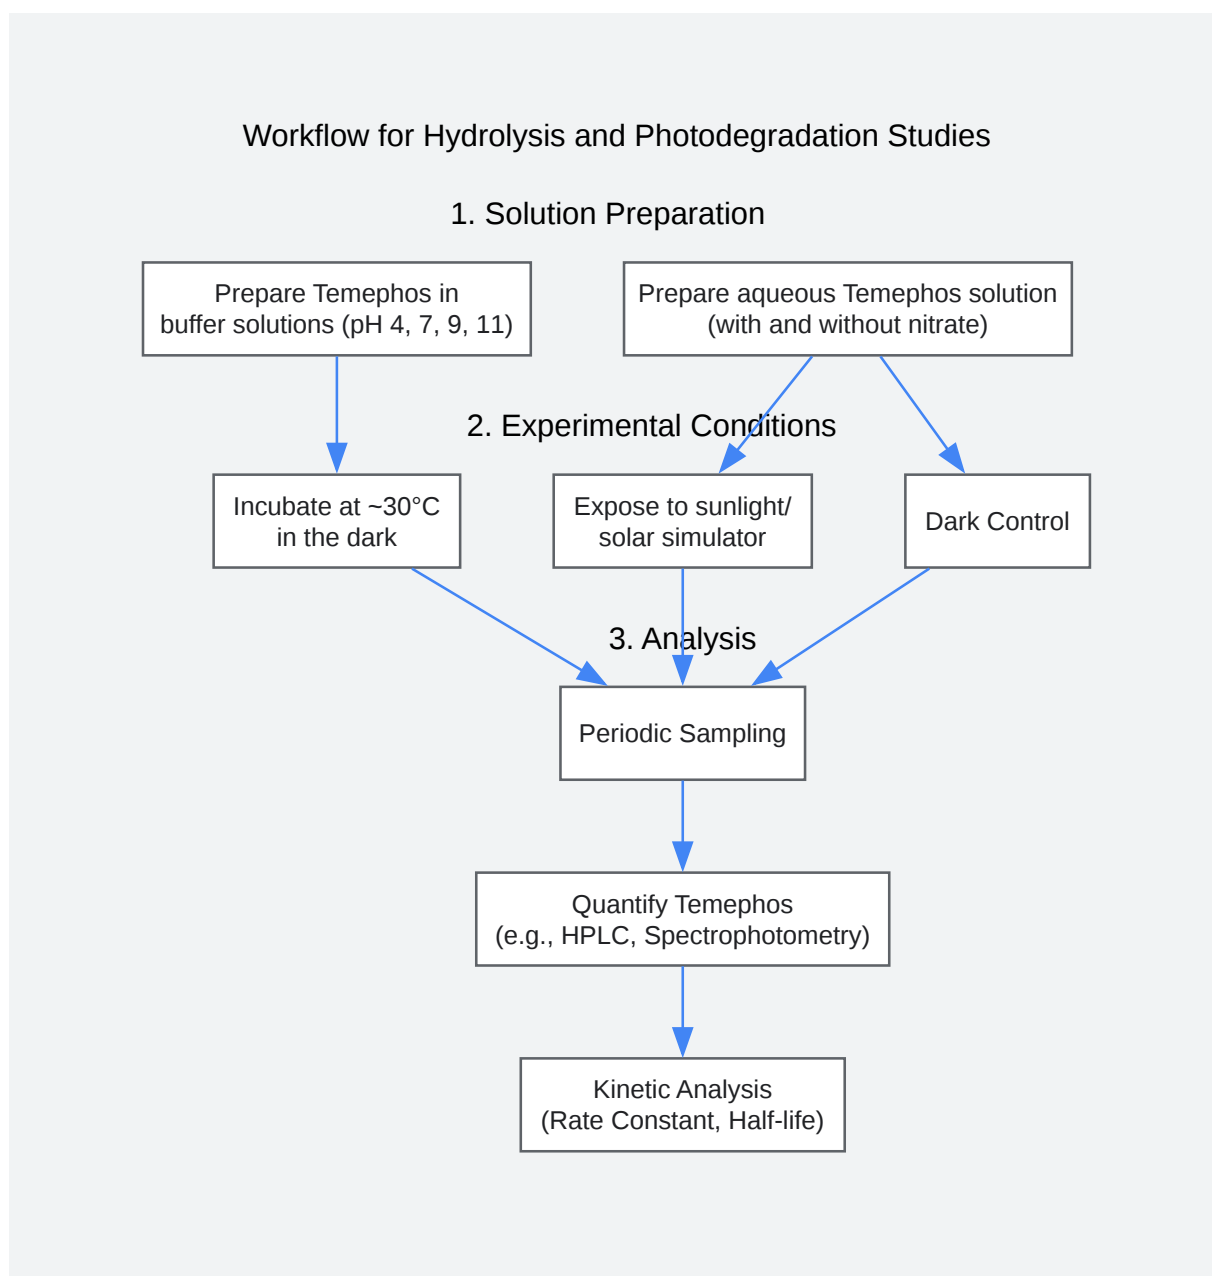 Workflow for Hydrolysis and Photodegradation Studies
1. Solution Preparation
Prepare Temephos in
buffer solutions (pH 4, 7, 9, 11)
Prepare aqueous Temephos solution
(with and without nitrate)
2. Experimental Conditions
Incubate at ~30°C
in the dark
Expose to sunlight/
solar simulator
Dark Control
3. Analysis
Periodic Sampling
Quantify Temephos
(e.g., HPLC, Spectrophotometry)
Kinetic Analysis
(Rate Constant, Half-life)